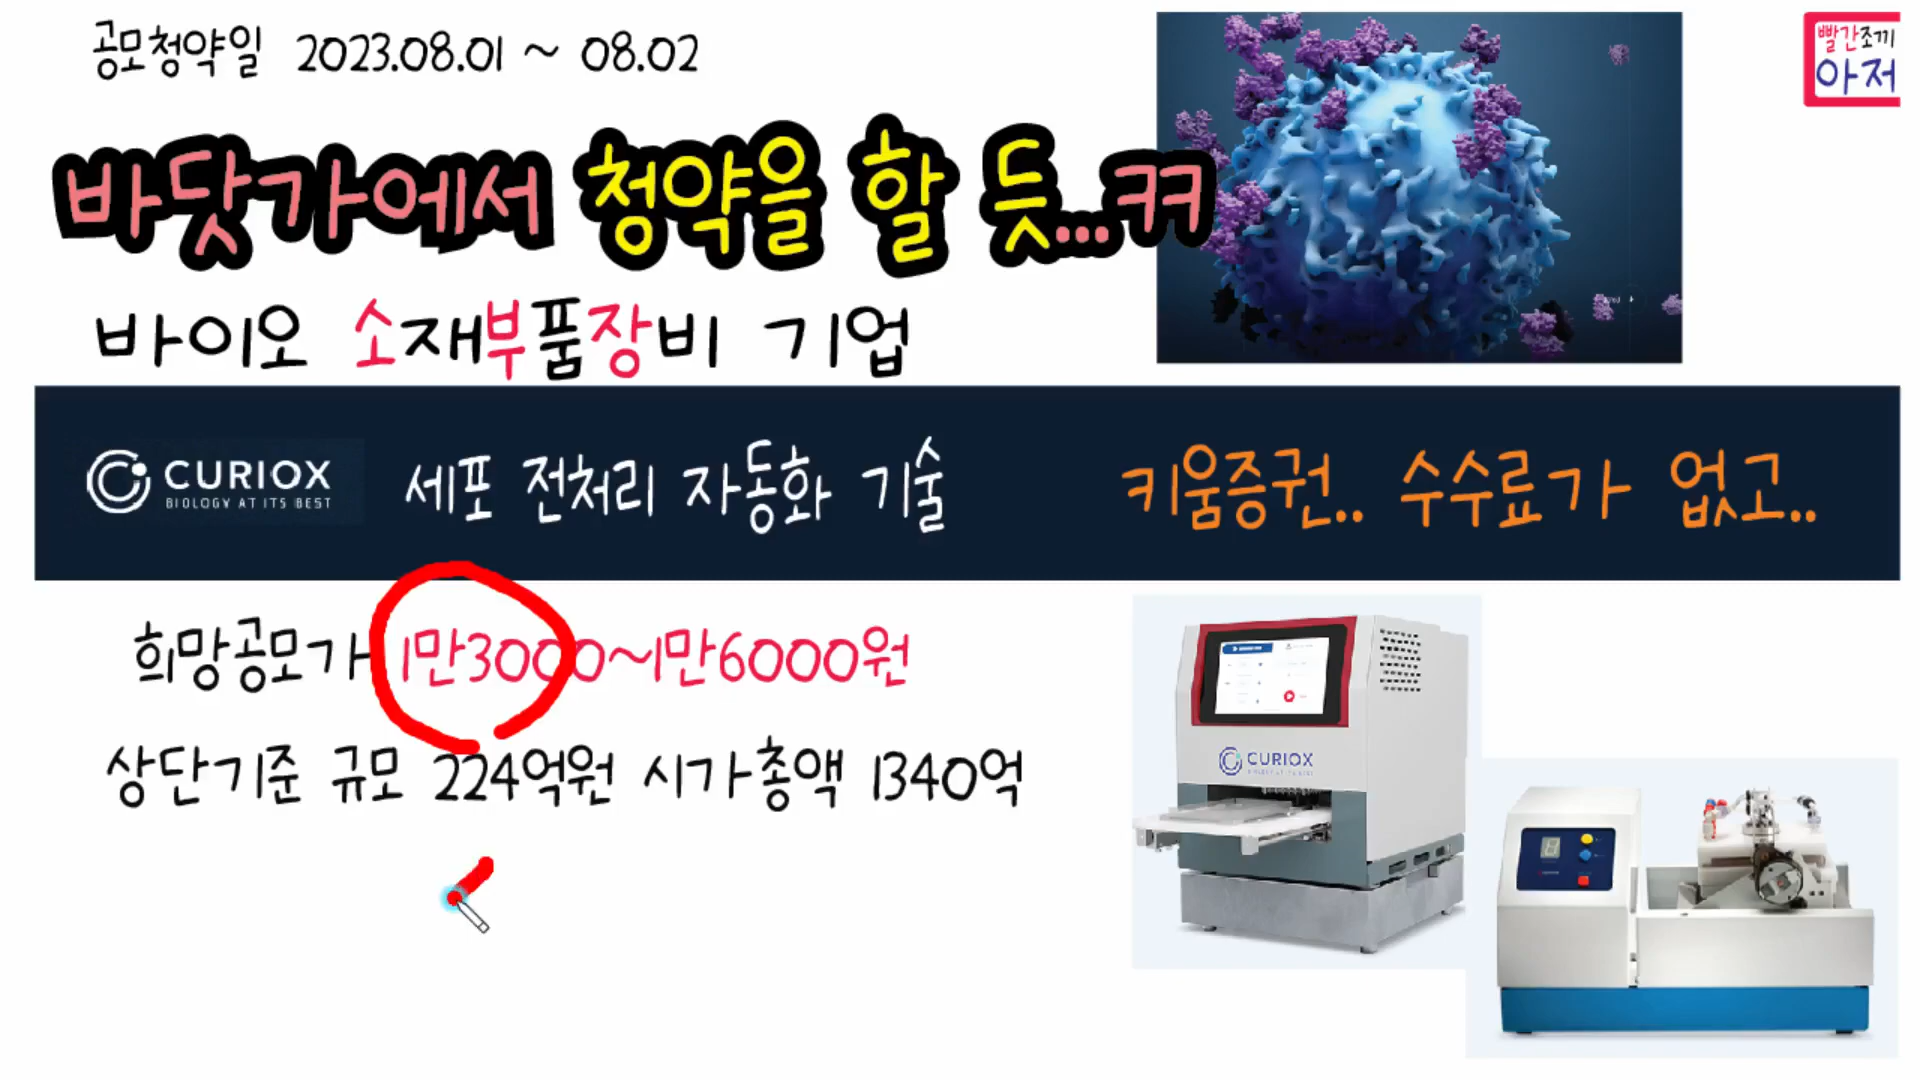 공모청약일 2023.08.01 ~ 08.02
빨간조끼
아저
바닷가에서 청약을 할 듯...ㅋㅋ
바이오 소재부품장비 기업
CURIOX
BIOLOGY AT ITS BEST
세포 전처리 자동화 기술
키움증권.. 수수료가 없고..
희망공모가 1만3000~1만6000원
상단기준 규모 224억원 시가총액 1340억
CURIOX